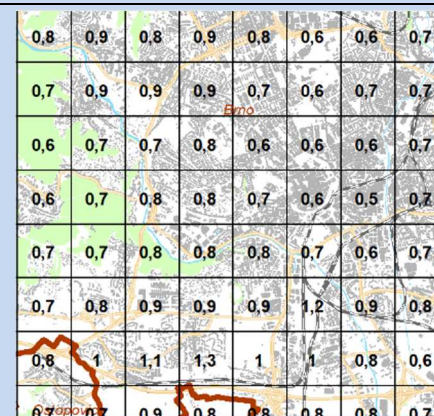 0,8 0,9 0,8 0,9 0,8 0,6 0,6 0,7
0,7 0,9 0,9 0,9 0,7 0,6 0,7 0,7
Brno
0,6 0,7 0,7 0,8 0,6 0,6 0,6 0,7
0,6 0,7 0,8 0,8 0,7 0,6 0,5 0,7
0,7 0,7 0,8 0,8 0,8 0,7 0,6 0,7
0,7 0,8 0,9 0,9 0,9 1,2 0,9 0,8
0,8 1 1,1 1,3 1 1 0,8 0,6
0,7 0,7 0,9 0,8 0,8 0,8 0,8 0,7